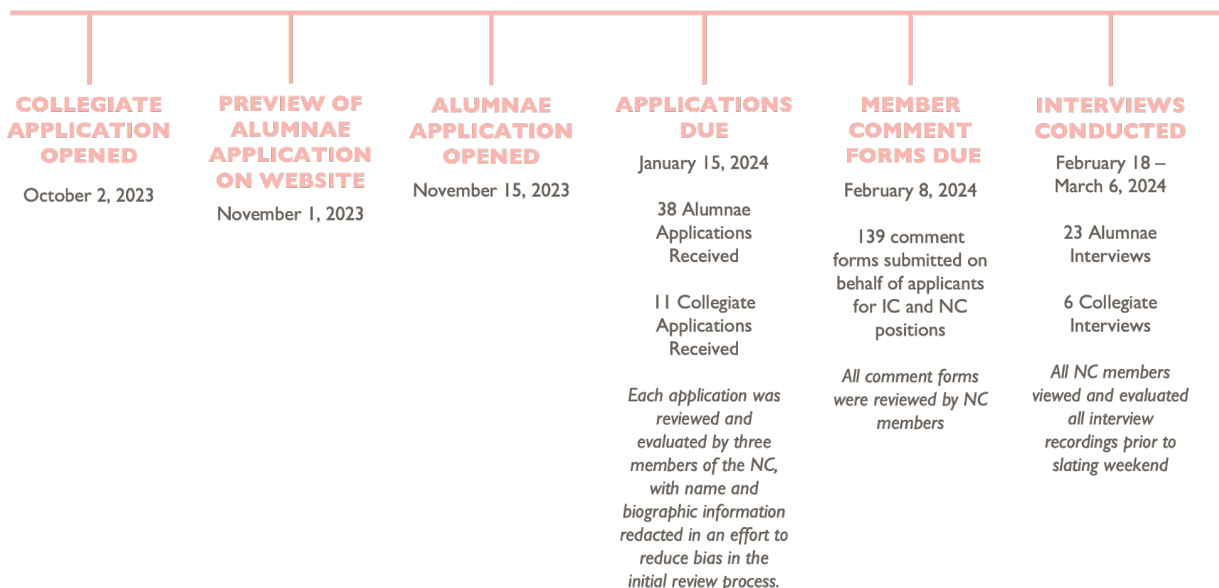 COLLEGIATE
APPLICATION
OPENED
October 2, 2023
PREVIEW OF
ALUMNAE
APPLICATION
ON WEBSITE
November 1, 2023
ALUMNAE
APPLICATION
OPENED
November 15, 2023
APPLICATIONS
DUE
January 15, 2024
38 Alumnae
Applications
Received
11 Collegiate
Applications
Received
Each application was
reviewed and
evaluated by three
members of the NC,
with name and
biographic information
redacted in an effort to
reduce bias in the
initial review process.
MEMBER
COMMENT
FORMS DUE
February 8, 2024
139 comment
forms submitted on
behalf of applicants
for IC and NC
positions
All comment forms
were reviewed by NC
members
INTERVIEWS
CONDUCTED
February 18 –
March 6, 2024
23 Alumnae
Interviews
6 Collegiate
Interviews
All NC members
viewed and evaluated
all interview
recordings prior to
slating weekend